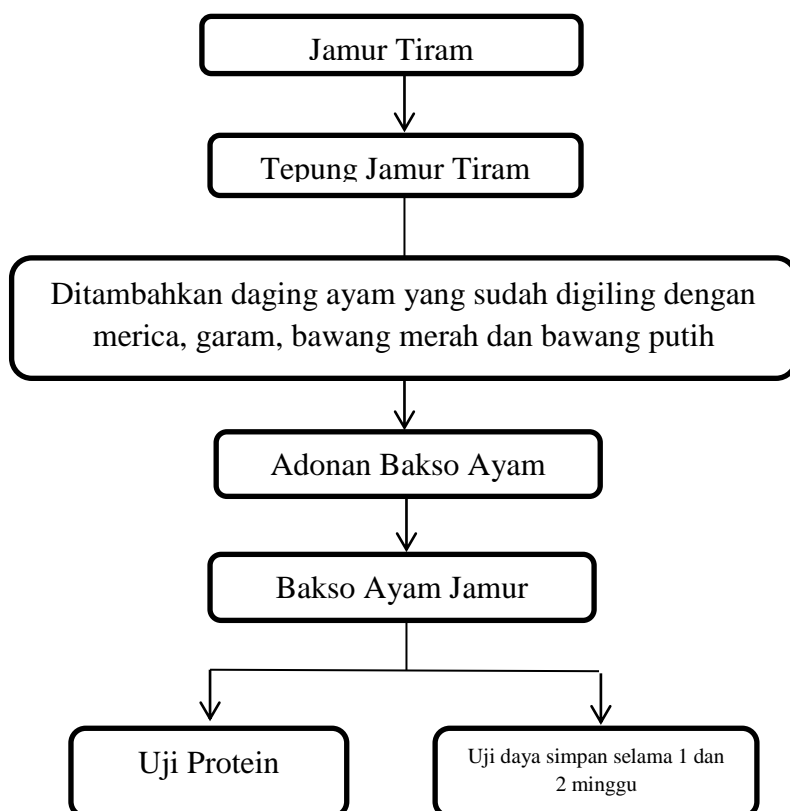 Jamur Tiram
Tepung Jamur Tiram
Ditambahkan daging ayam yang sudah digiling dengan
merica, garam, bawang merah dan bawang putih
Adonan Bakso Ayam
Bakso Ayam Jamur
Uji Protein
Uji daya simpan selama 1 dan
2 minggu